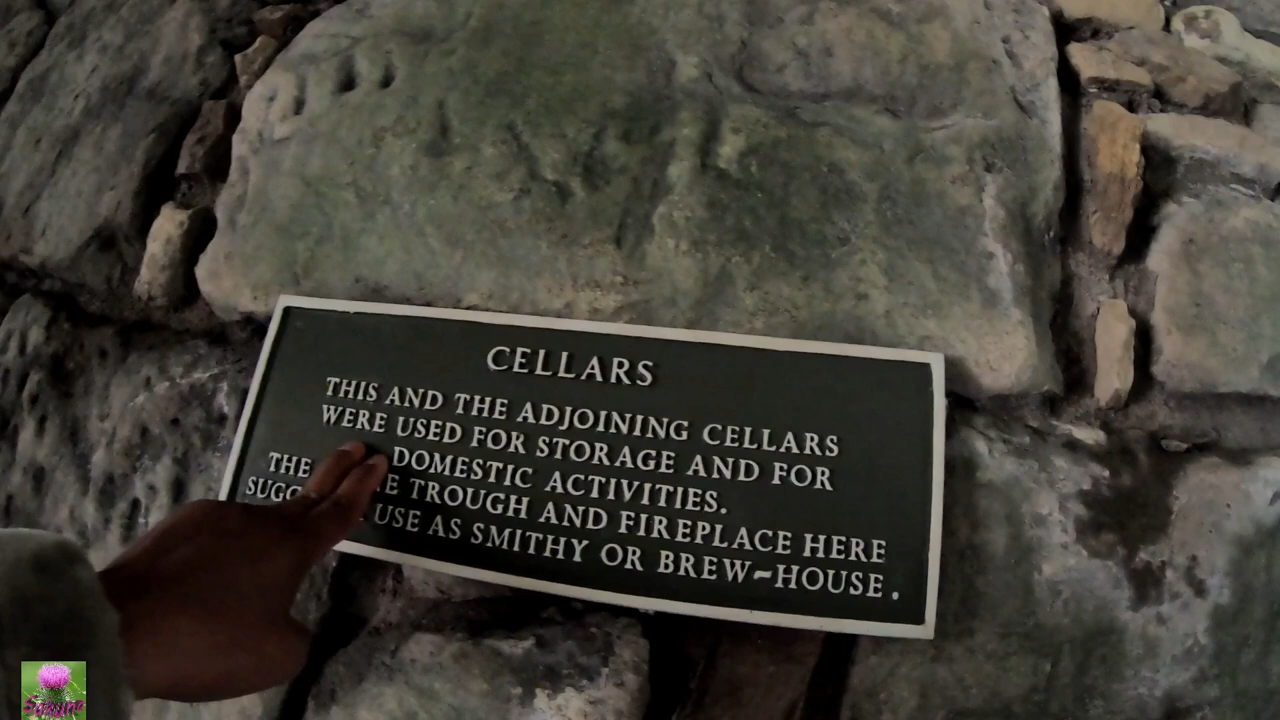 CELLARS
THIS AND THE ADJOINING CELLARS
WERE USED FOR STORAGE AND FOR
DOMESTIC ACTIVITIES.
THE TROUGH AND FIREPLACE HERE
USE AS SMITHY OR BREW-HOUSE.
Sakura